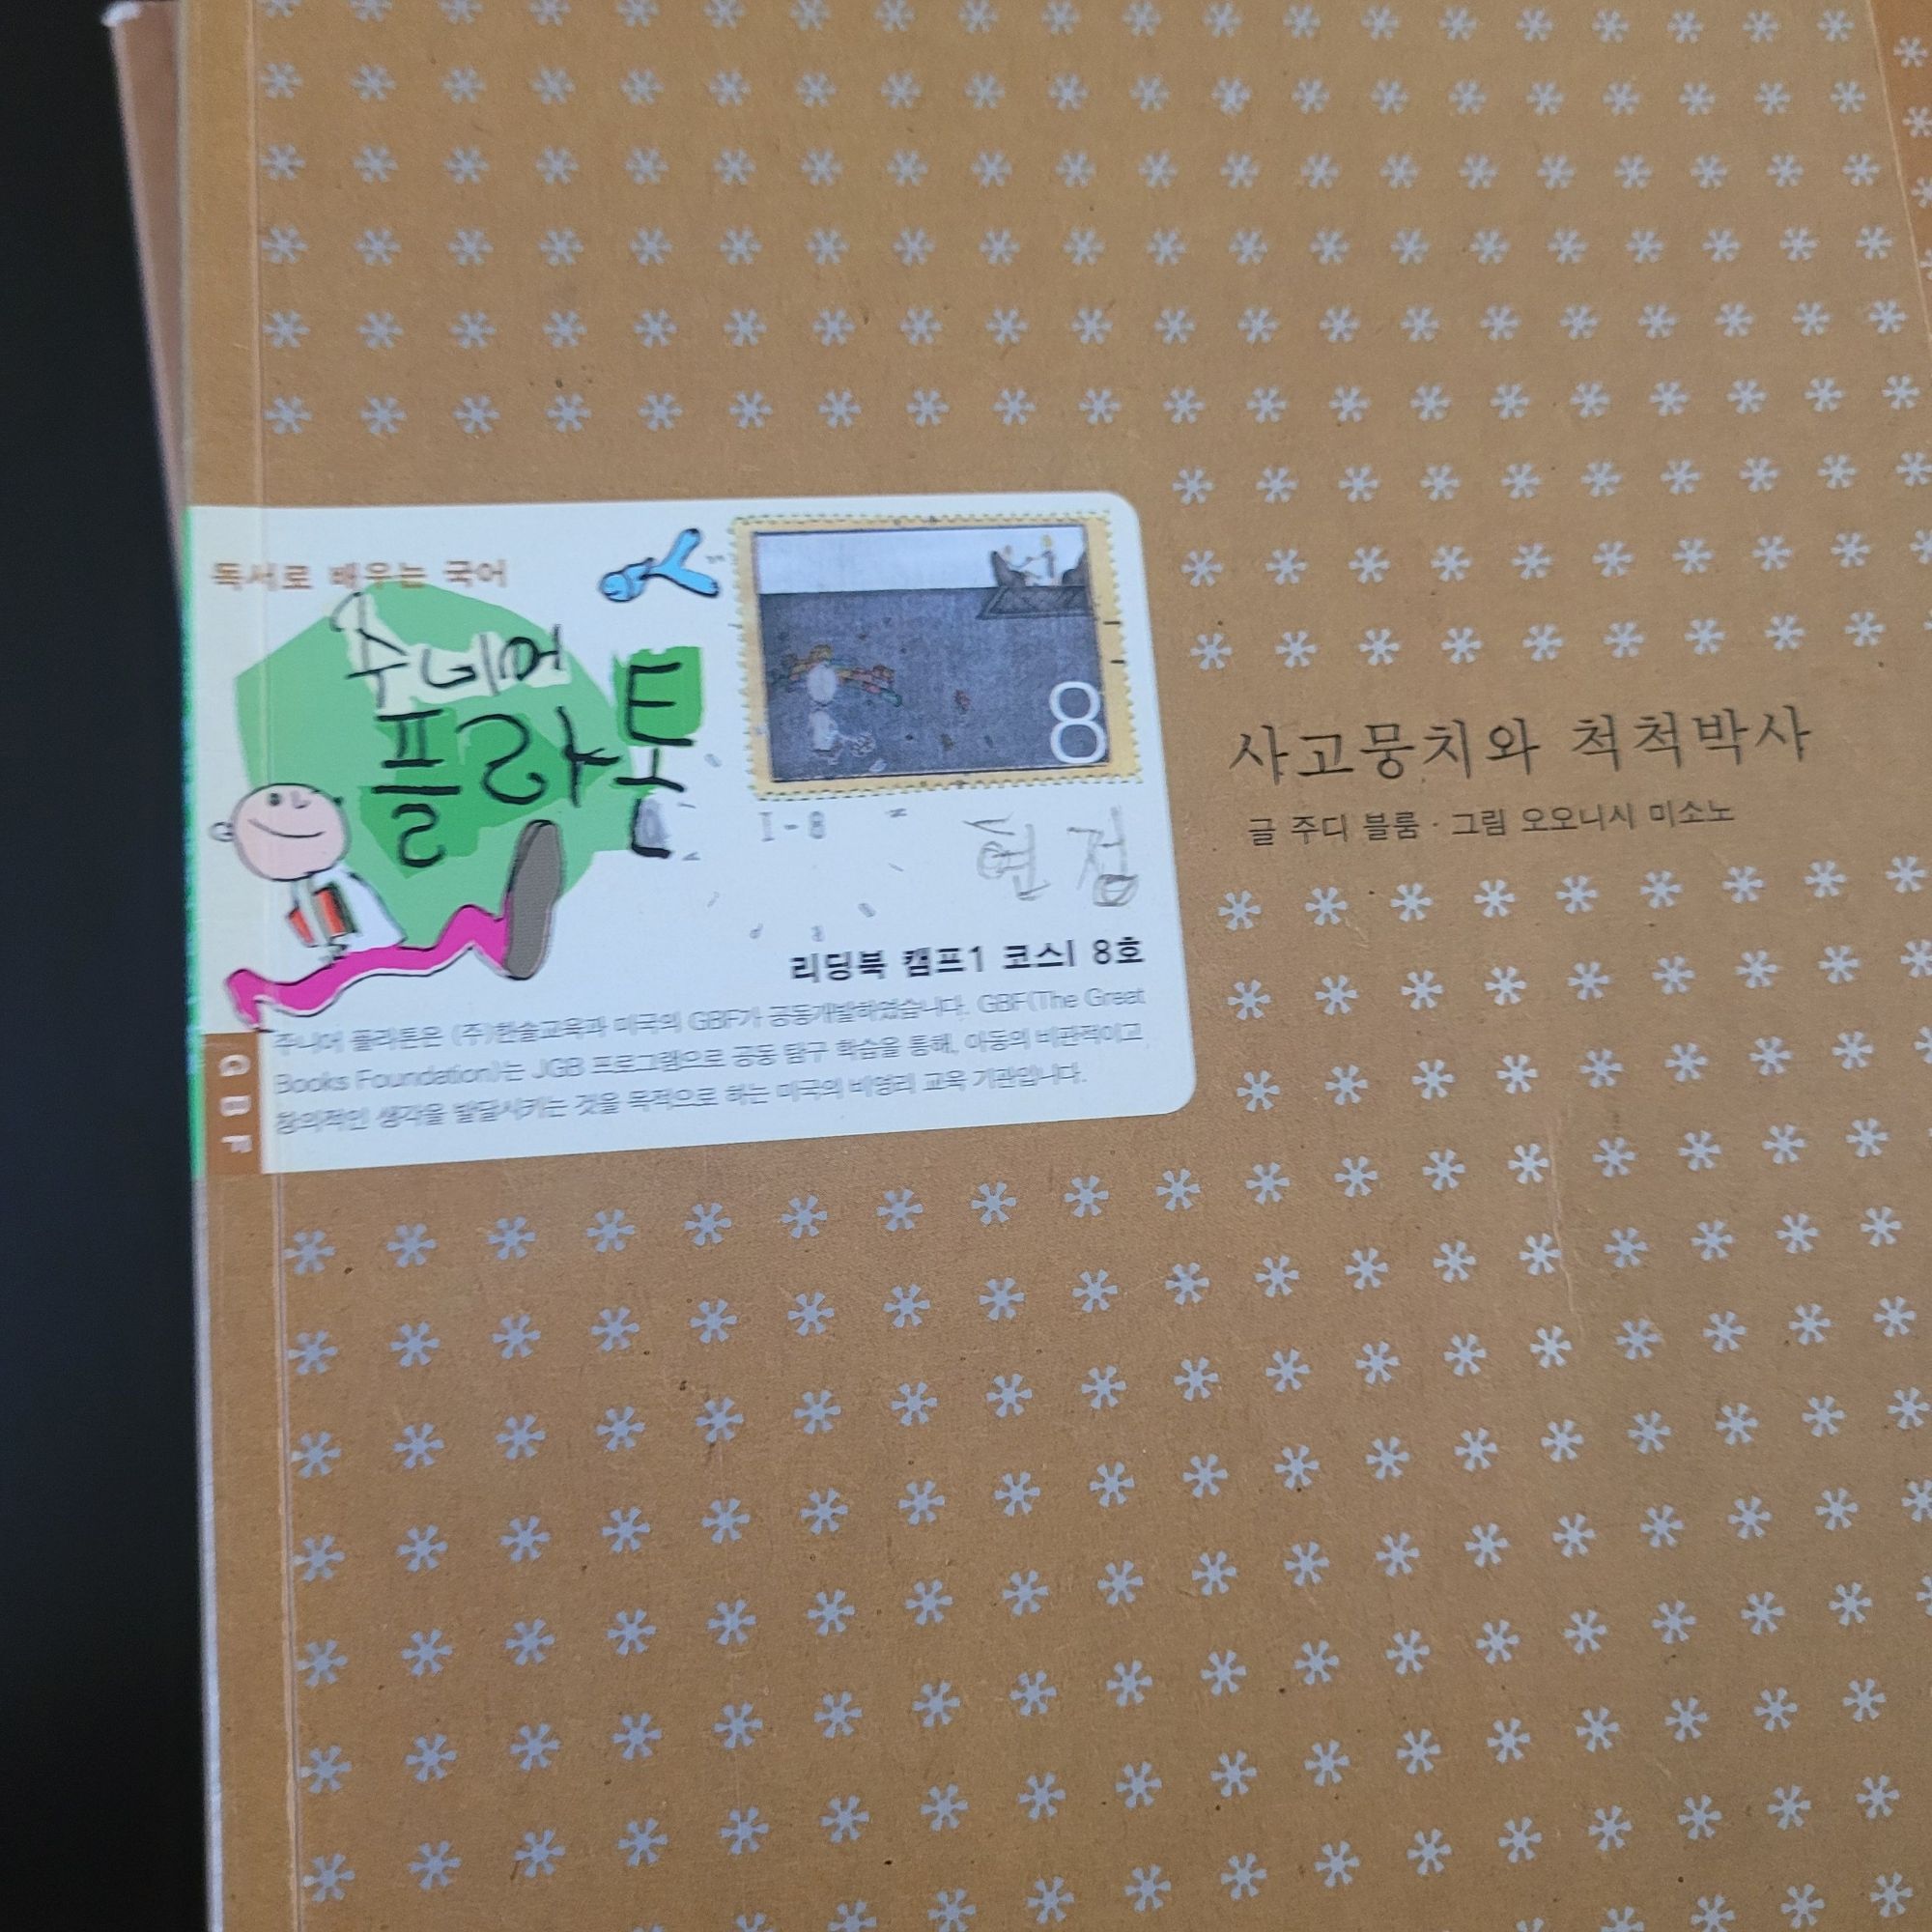 독서로 배우는 국어
주니어
플라톤
8
I-8
현정
리딩북 캠프1 코스I 8호
주니어 플라톤은 (주)한솔교육과 미국의 GBF가 공동개발하였습니다. GBF(The Great
Books Foundation)는 JGB 프로그램으로 공동 탐구 학습을 통해, 아동의 비판적이고
창의적인 생각을 발달시키는 것을 목적으로 하는 미국의 비영리 교육 기관입니다.
GBF
사고뭉치와 척척박사
글 주디 블룸 · 그림 오오니시 미소노